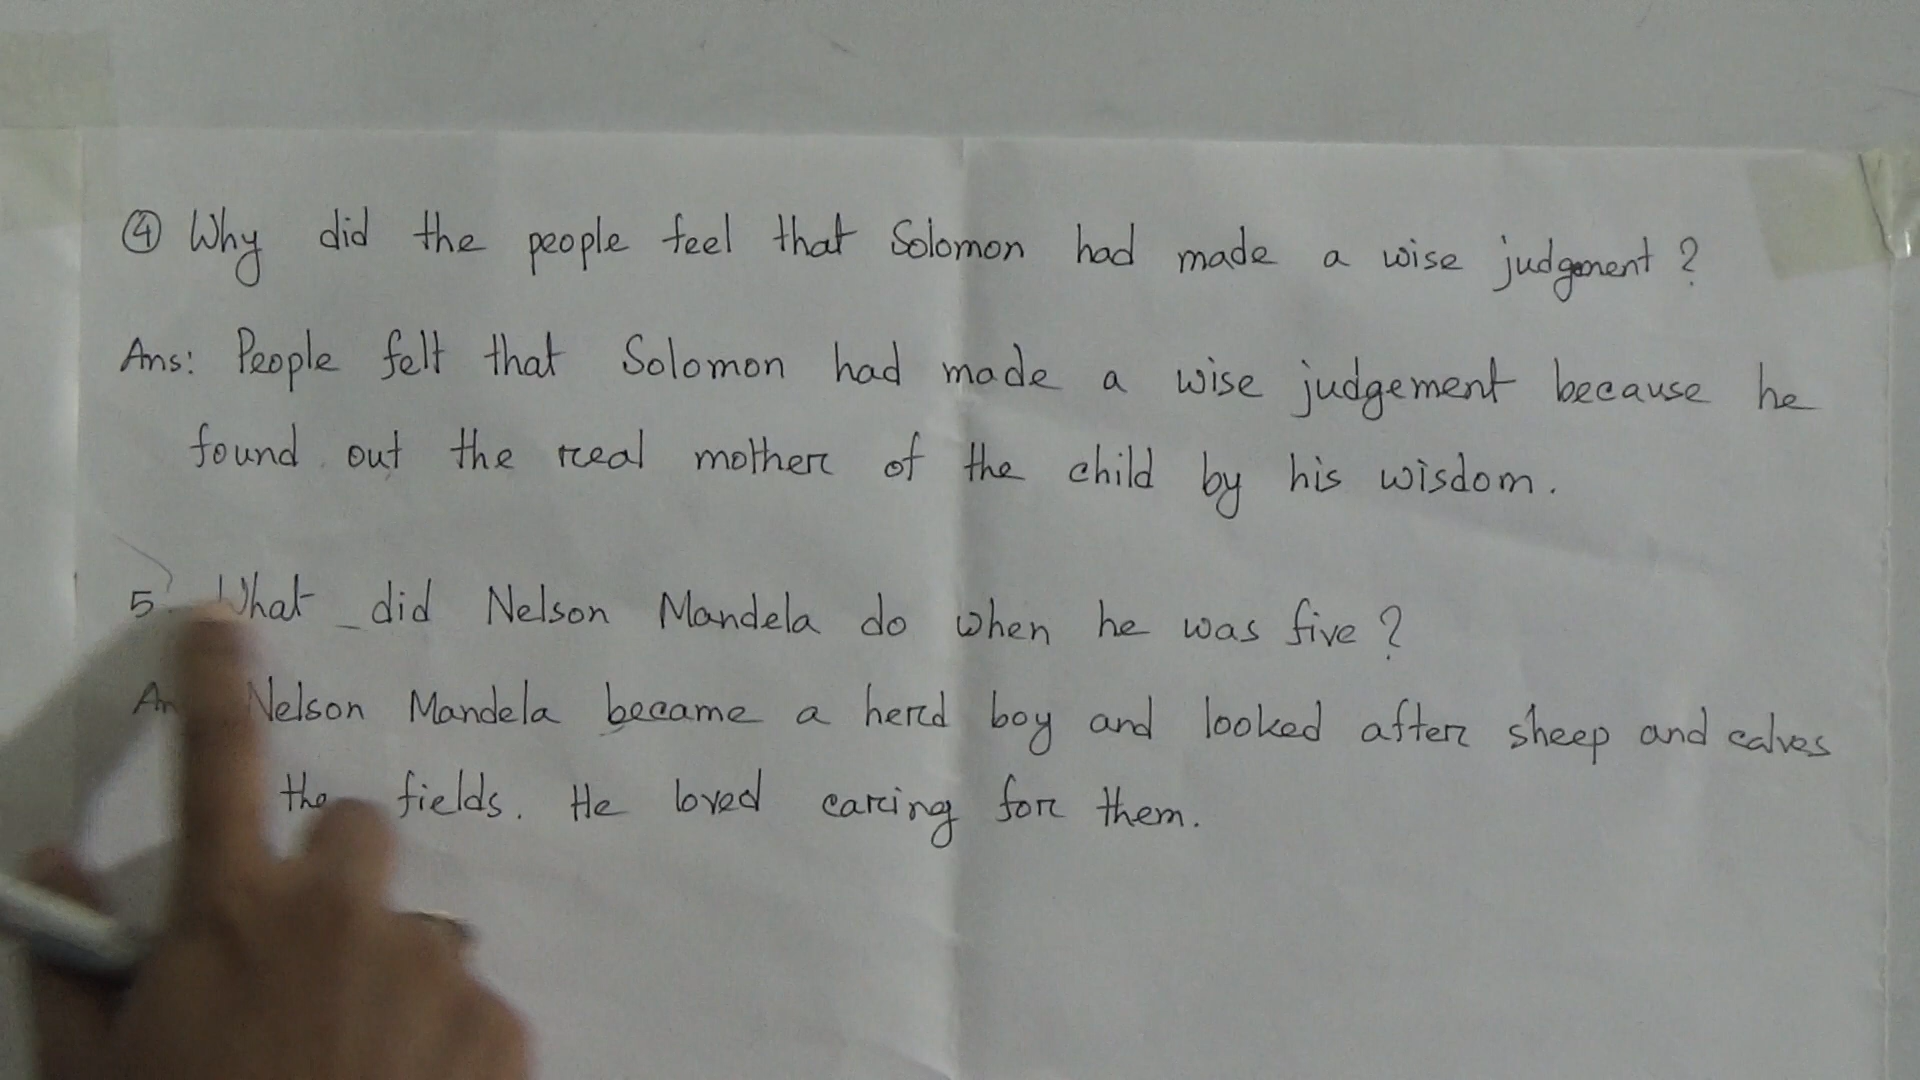 ④ Why did the people feel that Solomon had made a wise judgement?
Ans: People felt that Solomon had made a wise judgement because he
found out the real mother of the child by his wisdom.
5. What did Nelson Mandela do when he was five?
Nelson Mandela became a herd boy and looked after sheep and calves
the fields. He loved caring for them.